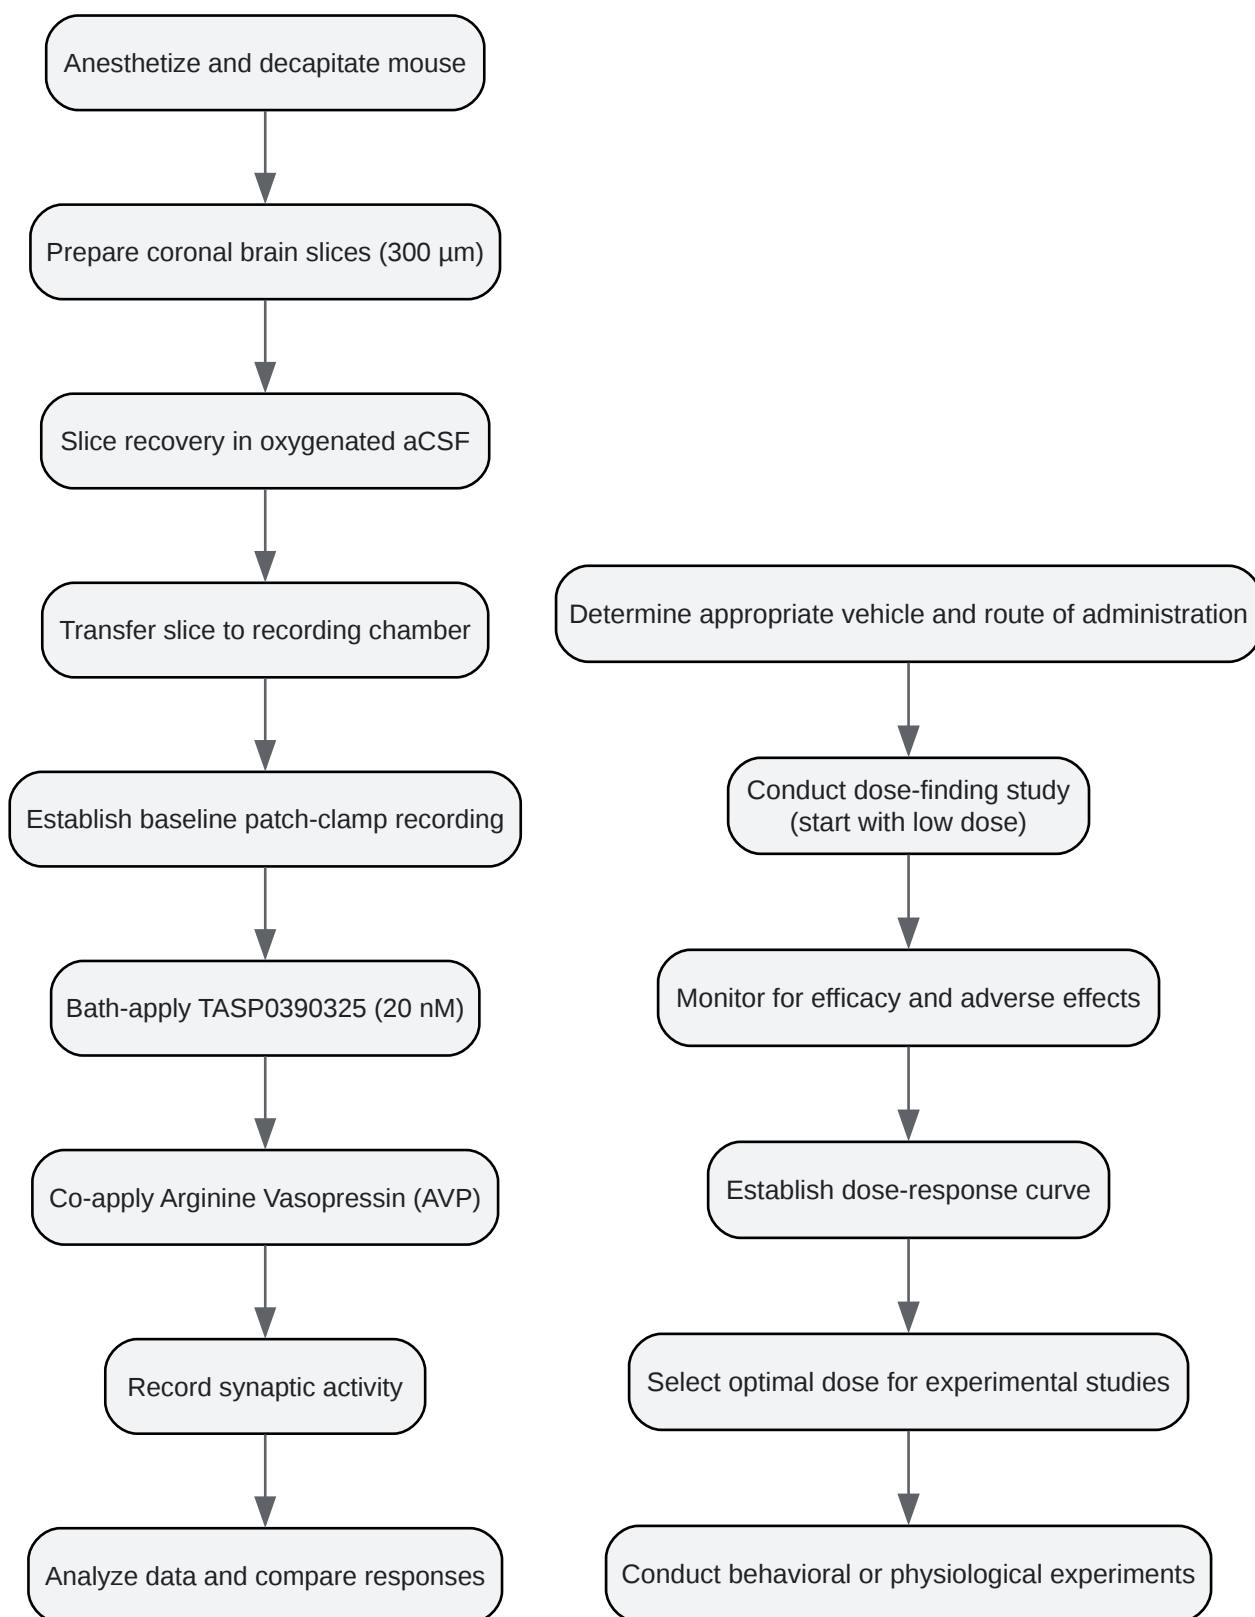 Anesthetize and decapitate mouse
Prepare coronal brain slices (300 µm)
Slice recovery in oxygenated aCSF
Transfer slice to recording chamber
Establish baseline patch-clamp recording
Bath-apply TASP0390325 (20 nM)
Co-apply Arginine Vasopressin (AVP)
Record synaptic activity
Analyze data and compare responses
Determine appropriate vehicle and route of administration
Conduct dose-finding study
(start with low dose)
Monitor for efficacy and adverse effects
Establish dose-response curve
Select optimal dose for experimental studies
Conduct behavioral or physiological experiments